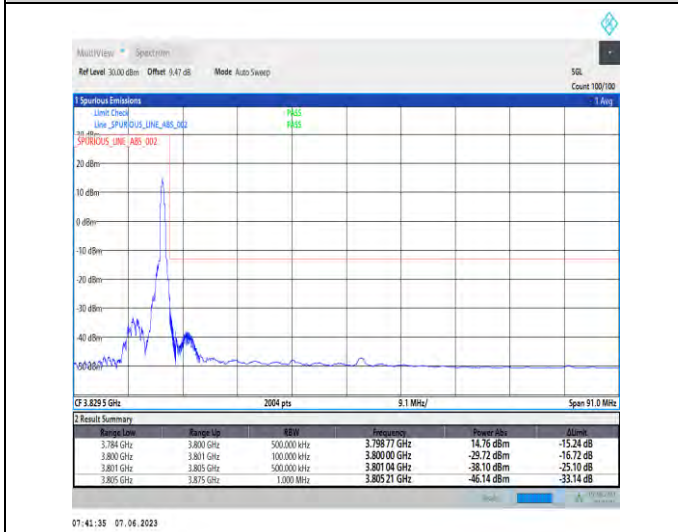 MultiView Spectrum
Ref Level 30.00 dBm Offset 9.47 dB Mode Auto Sweep SGL
Count 100/100
1 Spurious Emissions 1 Avg
Limit Check PASS
Line _SPURIOUS_LINE_ABS_002 PASS
_SPURIOUS_LINE_ABS_002
20 dBm
10 dBm
0 dBm
-10 dBm
-20 dBm
-30 dBm
-40 dBm
-50 dBm
CF 3.829 5 GHz 2004 pts 9.1 MHz/ Span 91.0 MHz
2 Result Summary
Range Low Range Up RBW Frequency Power Abs ΔLimit
3.784 GHz 3.800 GHz 500.000 kHz 3.798 77 GHz 14.76 dBm -15.24 dB
3.800 GHz 3.801 GHz 100.000 kHz 3.800 00 GHz -29.72 dBm -16.72 dB
3.801 GHz 3.805 GHz 500.000 kHz 3.801 04 GHz -38.10 dBm -25.10 dB
3.805 GHz 3.875 GHz 1.000 MHz 3.805 21 GHz -46.14 dBm -33.14 dB
07:41:35 07.06.2023